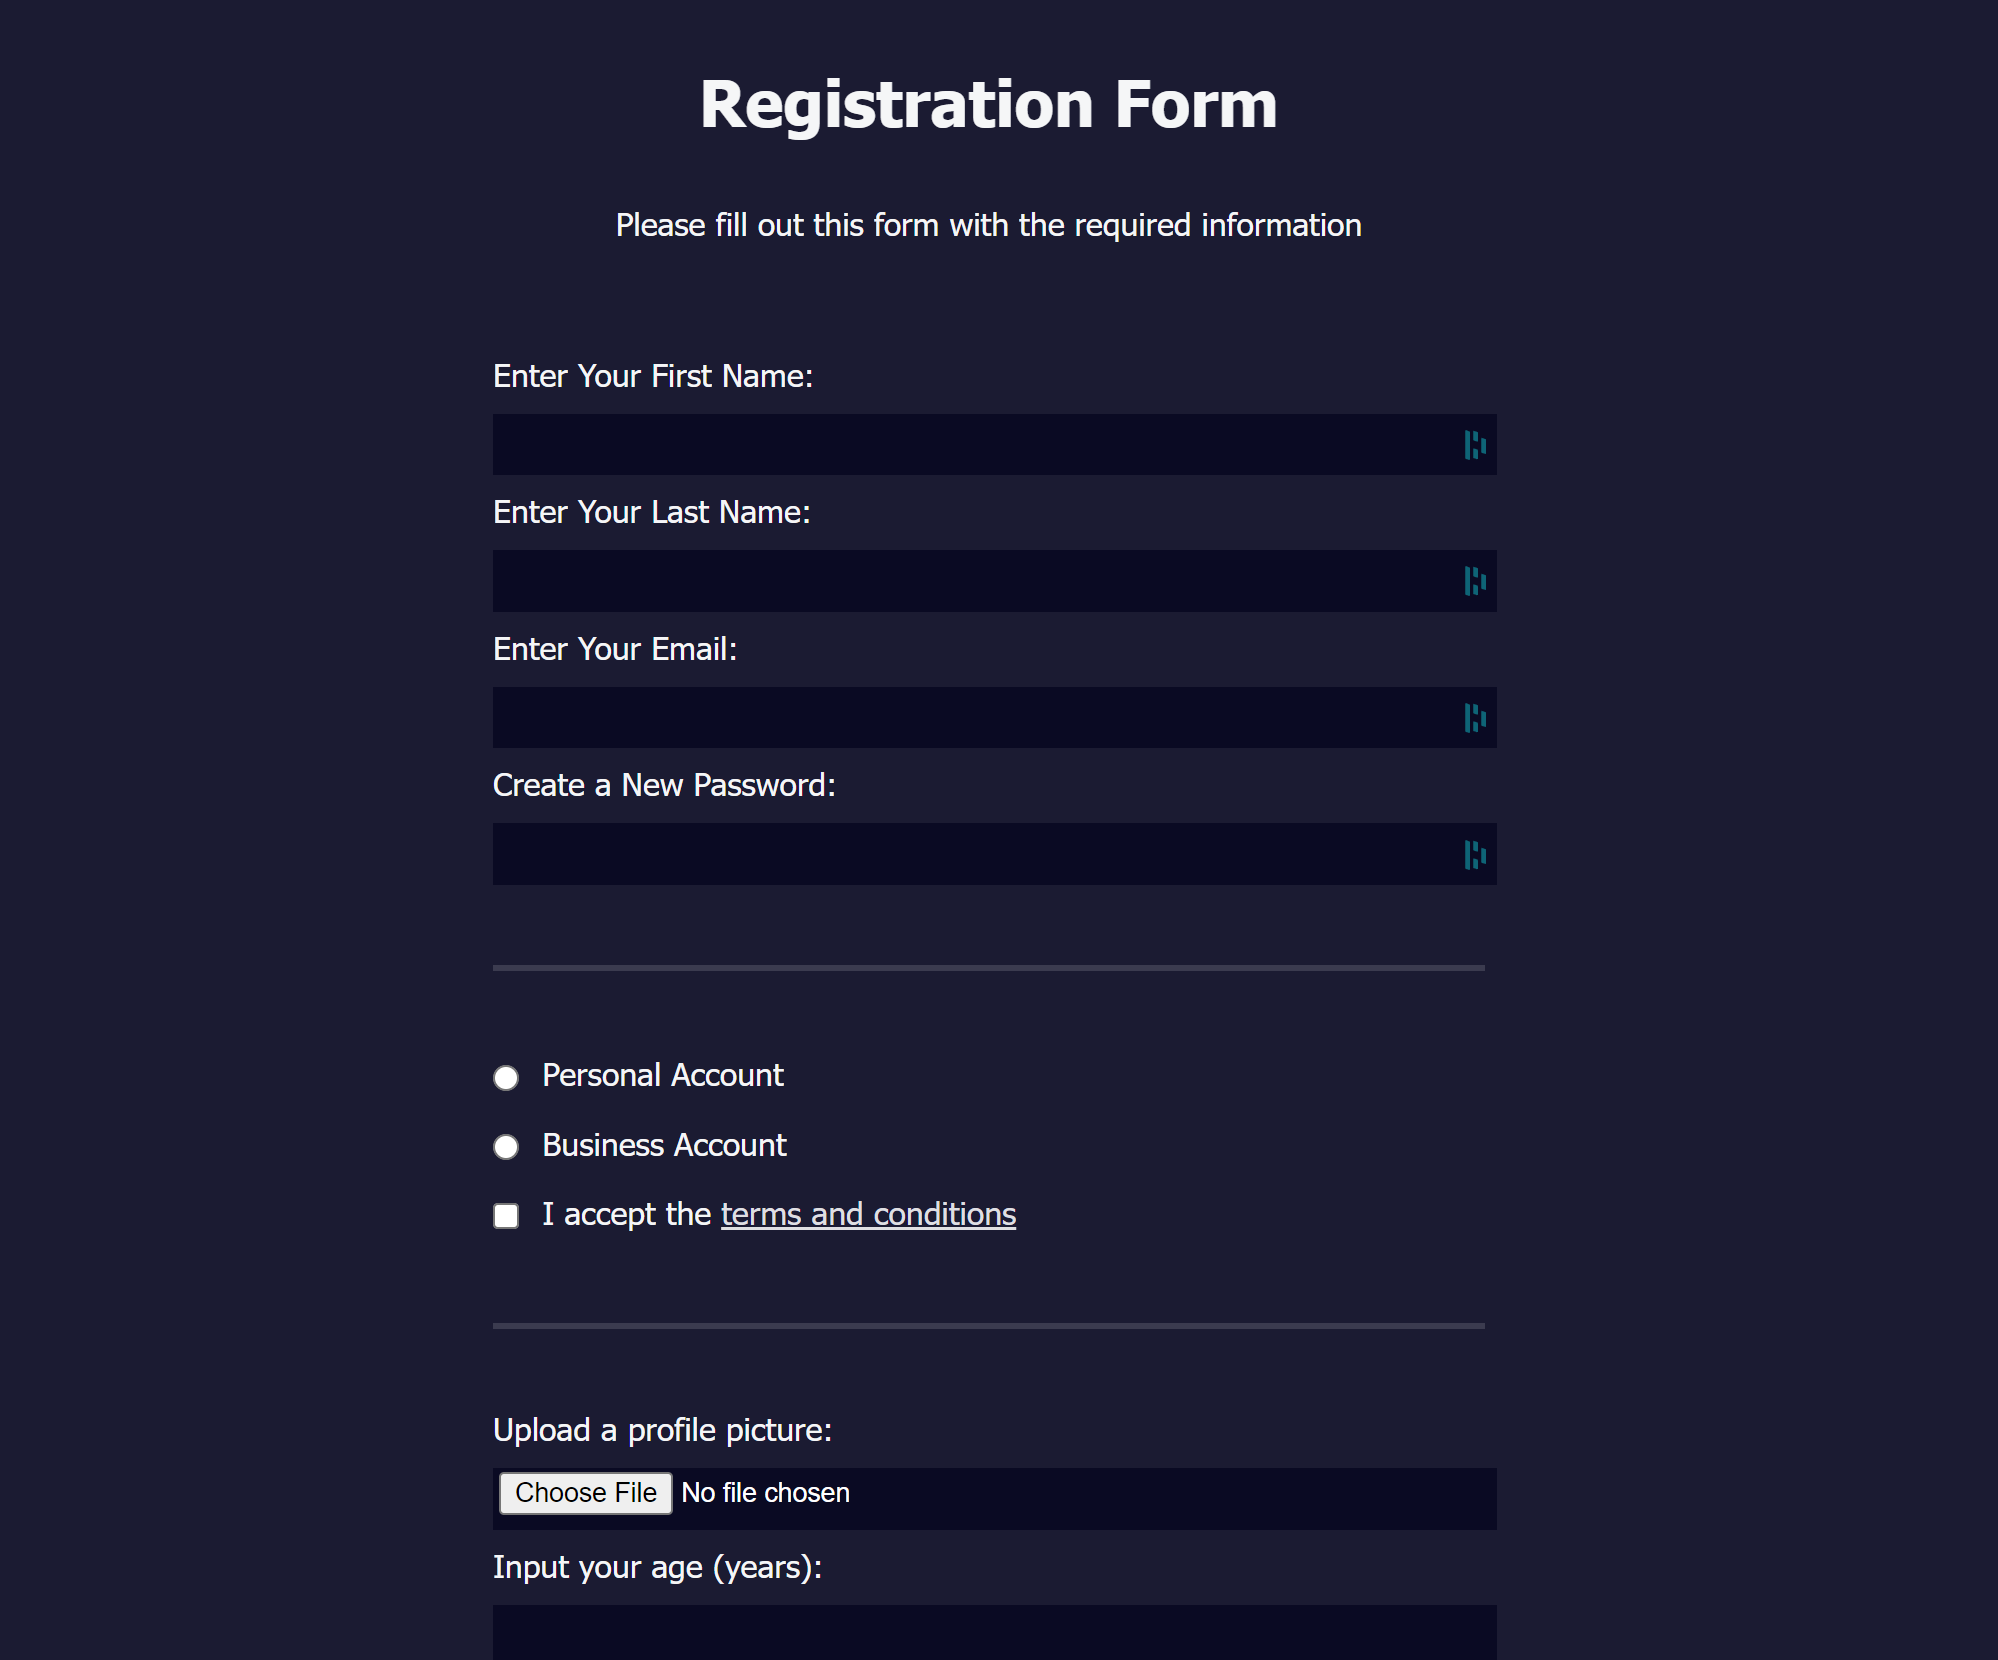 Registration Form
Please fill out this form with the required information
Enter Your First Name:
Enter Your Last Name:
Enter Your Email:
Create a New Password:
Personal Account
Business Account
I accept the terms and conditions
Upload a profile picture:
Choose File No file chosen
Input your age (years):